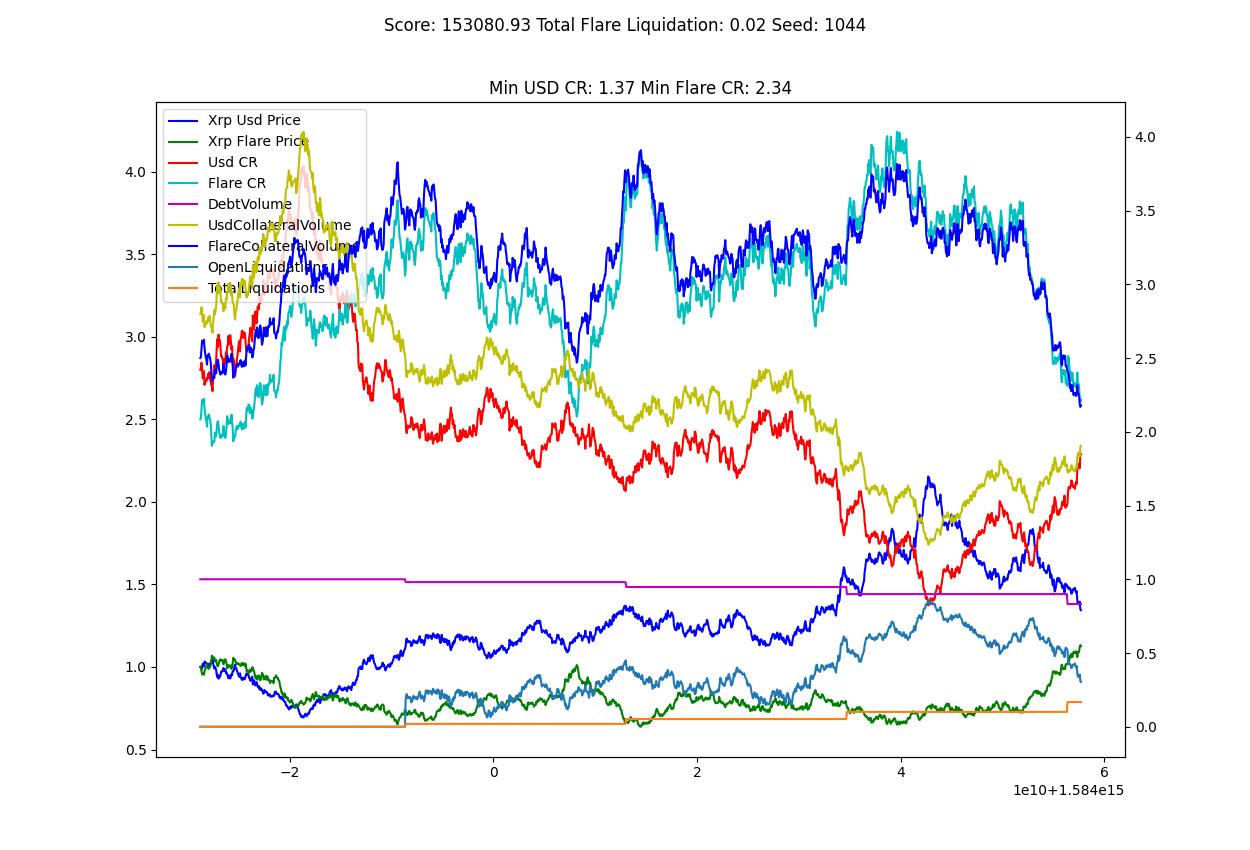 Score: 153080.93 Total Flare Liquidation: 0.02 Seed: 1044
Min USD CR: 1.37 Min Flare CR: 2.34
Xrp Usd Price
Xrp Flare Price
Usd CR
Flare CR
DebtVolume
UsdCollateralVolume
FlareCollateralVolume
OpenLiquidations
TotalLiquidations
4.0
3.5
3.0
2.5
2.0
1.5
1.0
0.5
4.0
3.5
3.0
2.5
2.0
1.5
1.0
0.5
0.0
−2
0
2
4
6
1e10+1.584e15